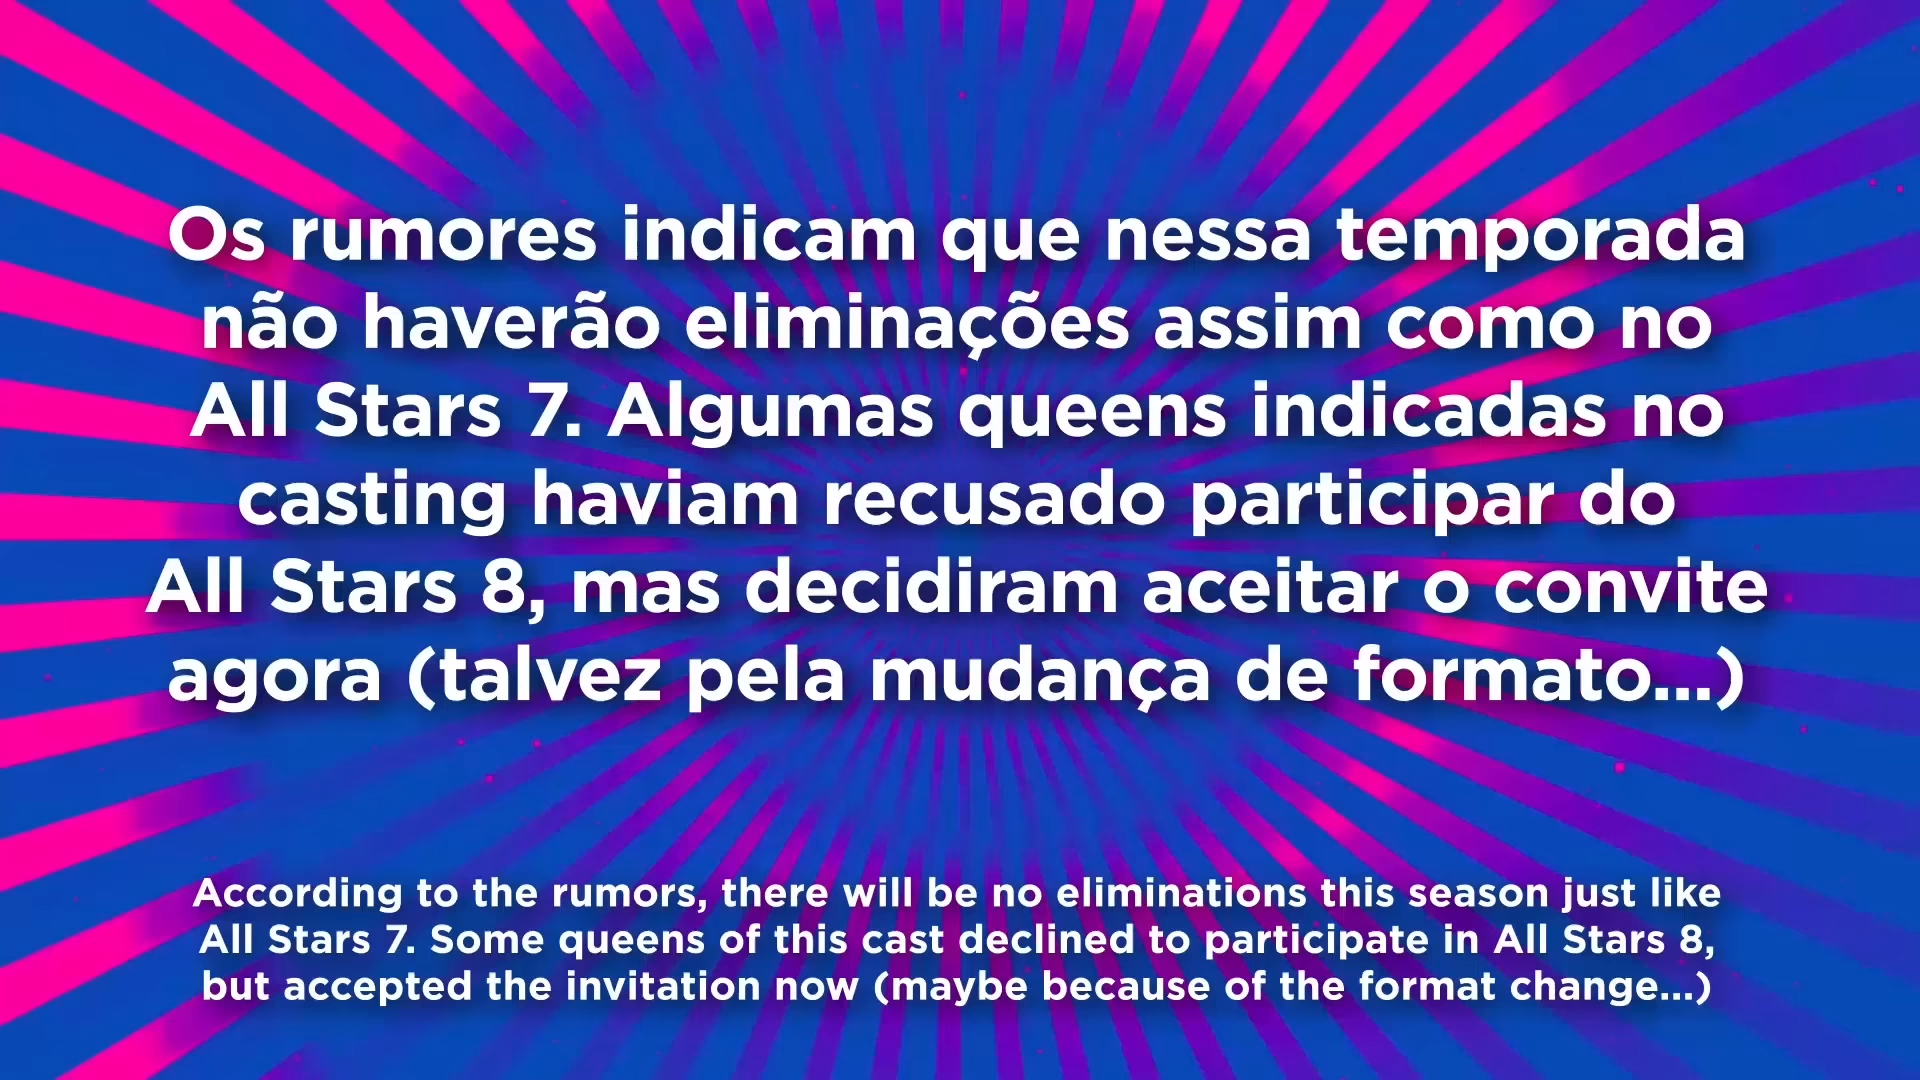 Os rumores indicam que nessa temporada
não haverão eliminações assim como no
All Stars 7. Algumas queens indicadas no
casting haviam recusado participar do
All Stars 8, mas decidiram aceitar o convite
agora (talvez pela mudança de formato...)
According to the rumors, there will be no eliminations this season just like
All Stars 7. Some queens of this cast declined to participate in All Stars 8,
but accepted the invitation now (maybe because of the format change...)